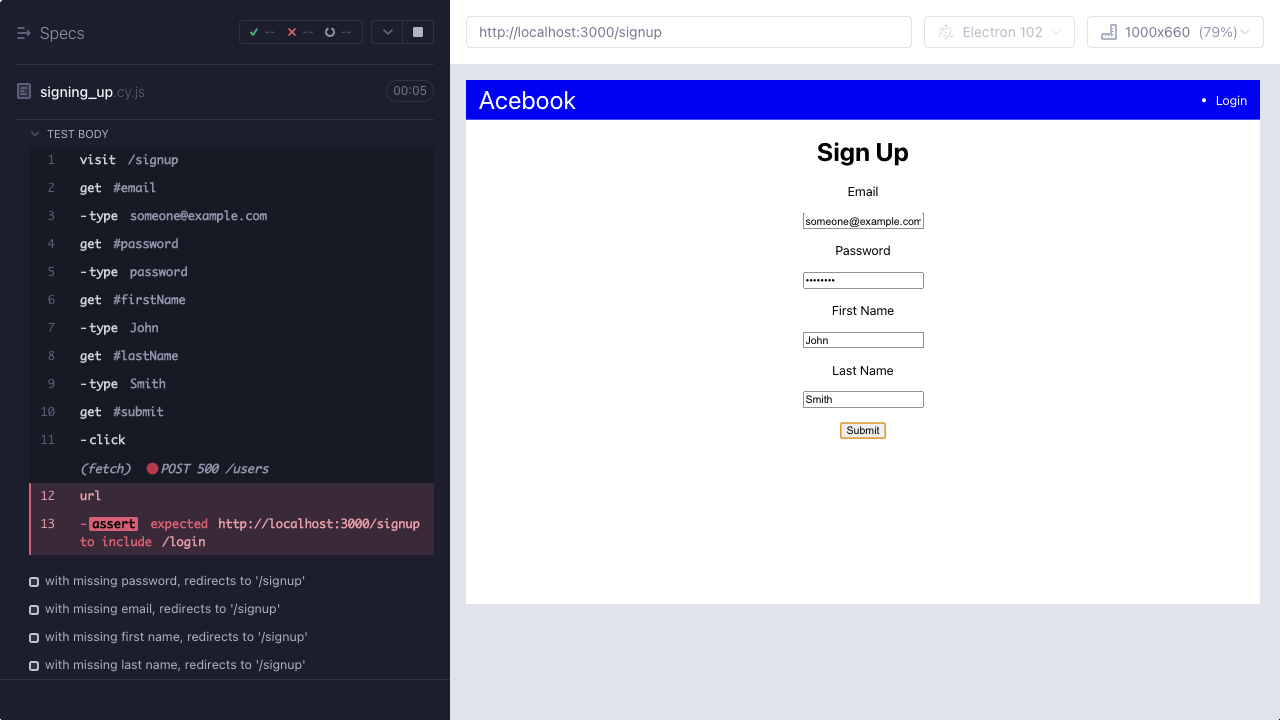 Specs
-- -- --
signing_up.cy.js 00:05
TEST BODY
1 visit /signup
2 get #email
3 -type someone@example.com
4 get #password
5 -type password
6 get #firstName
7 -type John
8 get #lastName
9 -type Smith
10 get #submit
11 -click
(fetch) POST 500 /users
12 url
13 -assert expected http://localhost:3000/signup
to include /login
with missing password, redirects to '/signup'
with missing email, redirects to '/signup'
with missing first name, redirects to '/signup'
with missing last name, redirects to '/signup'
http://localhost:3000/signup
Electron 102
1000x660 (79%)
Acebook
• Login
Sign Up
Email
someone@example.com
Password
••••••••
First Name
John
Last Name
Smith
Submit